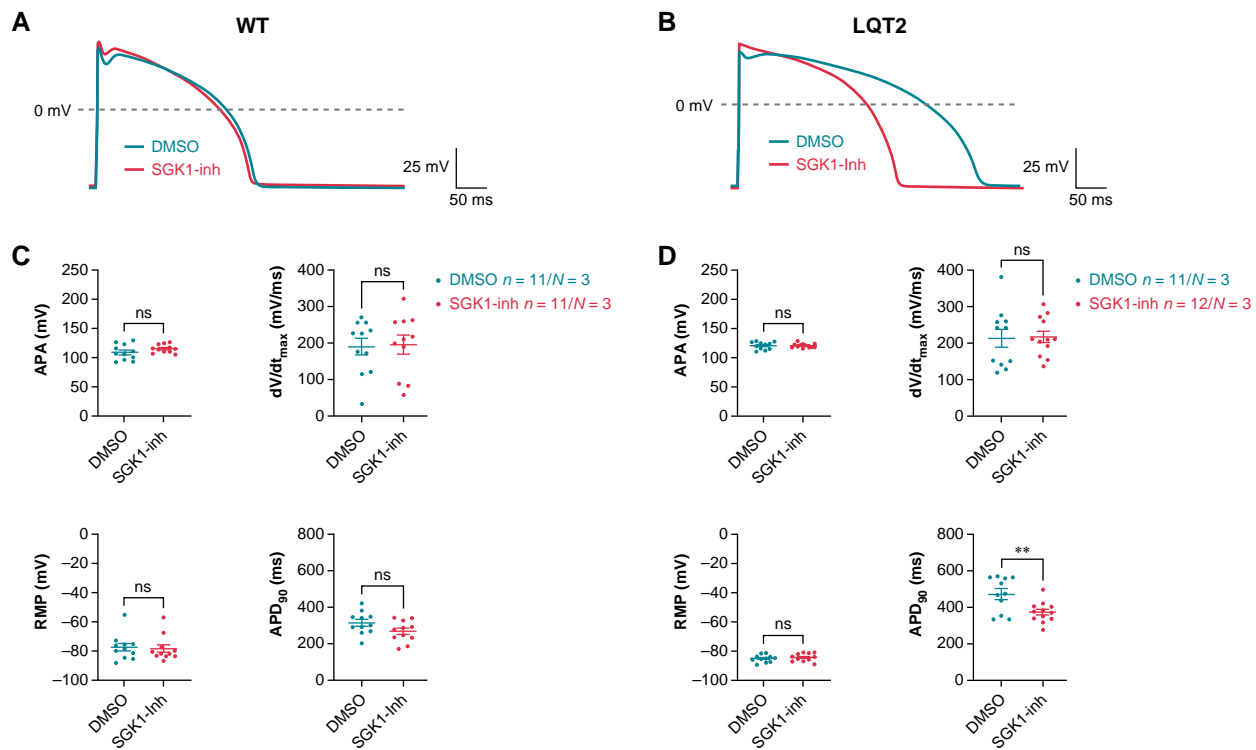 A
WT
0 mV
DMSO
SGK1-inh
25 mV
50 ms
B
LQT2
0 mV
DMSO
SGK1-Inh
25 mV
50 ms
C
APA (mV)
250
200
150
100
50
0
ns
DMSO
SGK1-inh
dV/dtmax (mV/ms)
400
300
200
100
0
ns
DMSO
SGK1-inh
DMSO n = 11/N = 3
SGK1-inh n = 11/N = 3
RMP (mV)
0
–20
–40
–60
–80
–100
ns
DMSO
SGK1-inh
APD90 (ms)
800
600
400
200
0
ns
DMSO
SGK1-inh
D
APA (mV)
250
200
150
100
50
0
ns
DMSO
SGK1-inh
dV/dtmax (mV/ms)
400
300
200
100
0
ns
DMSO
SGK1-inh
DMSO n = 11/N = 3
SGK1-inh n = 12/N = 3
RMP (mV)
0
–20
–40
–60
–80
–100
ns
DMSO
SGK1-inh
APD90 (ms)
800
600
400
200
0
**
DMSO
SGK1-inh